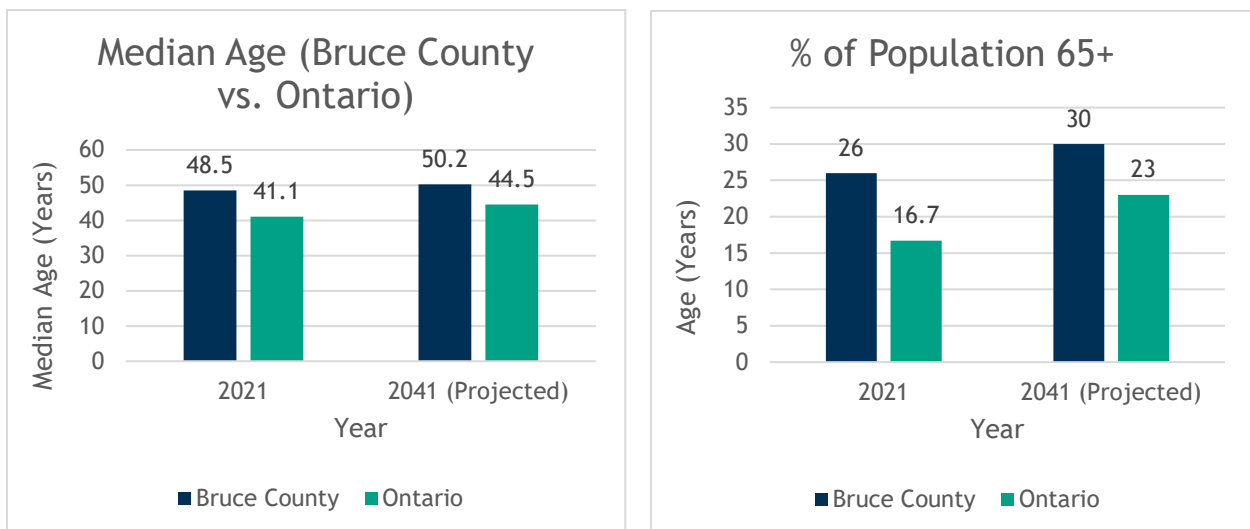 Median Age (Bruce County
vs. Ontario)
Median Age (Years)
60
50
40
30
20
10
0
48.5
41.1
50.2
44.5
2021
2041 (Projected)
Year
Bruce County
Ontario
% of Population 65+
Age (Years)
35
30
25
20
15
10
5
0
26
16.7
30
23
2021
2041 (Projected)
Year
Bruce County
Ontario